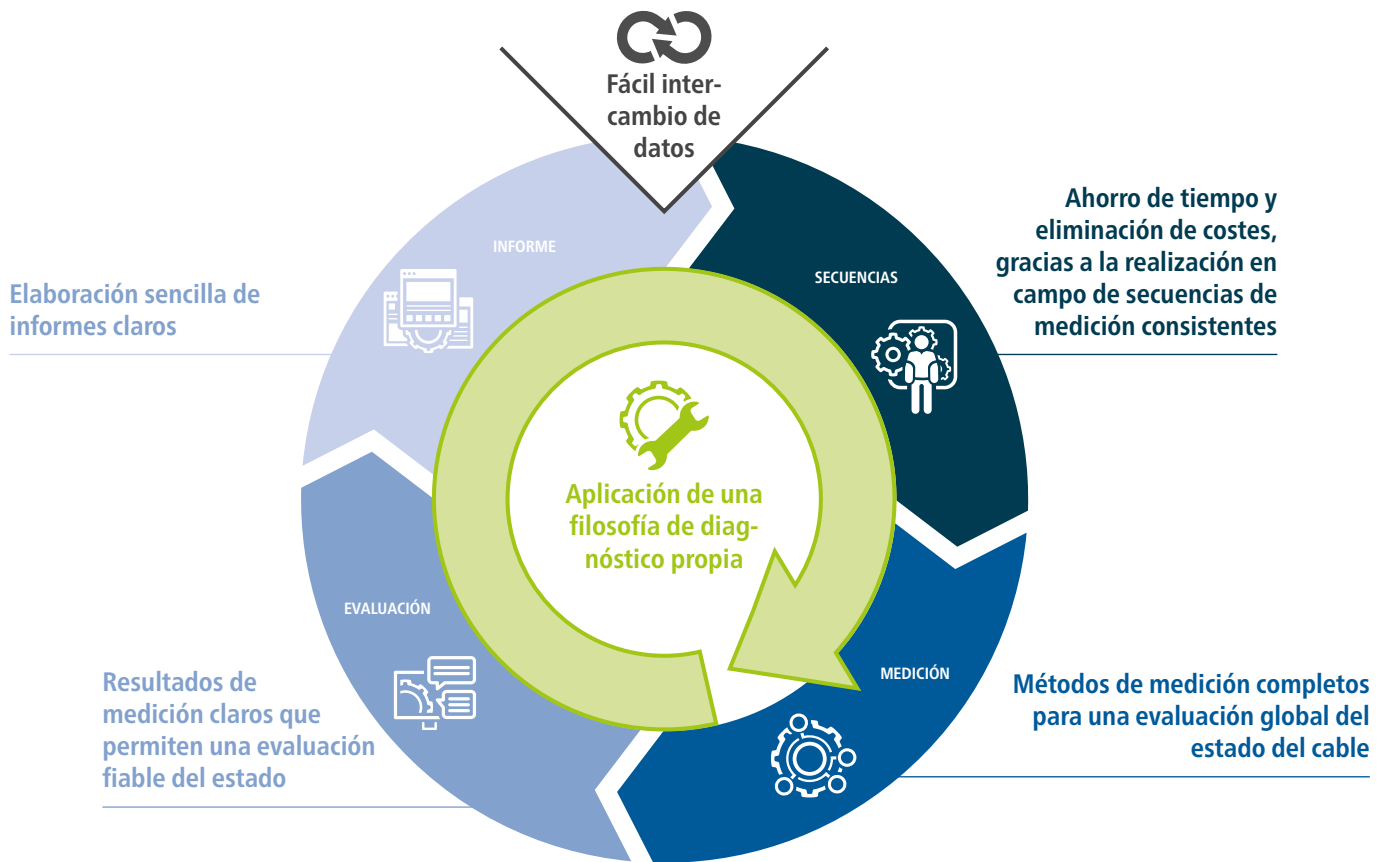 Fácil inter-
cambio de
datos
INFORME
SECUENCIAS
Ahorro de tiempo y
eliminación de costes,
gracias a la realización en
campo de secuencias de
medición consistentes
Elaboración sencilla de
informes claros
Aplicación de una
filosofía de diag-
nóstico propia
EVALUACIÓN
MEDICIÓN
Resultados de
medición claros que
permiten una evaluación
fiable del estado
Métodos de medición completos
para una evaluación global del
estado del cable